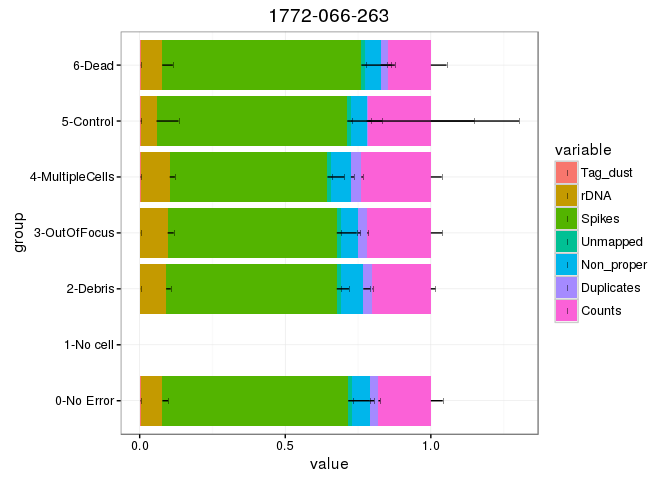 1772-066-263
6-Dead
5-Control
4-MultipleCells
3-OutOfFocus
2-Debris
1-No cell
0-No Error
group
0.0 0.5 1.0
value
variable
Tag_dust
rDNA
Spikes
Unmapped
Non_proper
Duplicates
Counts